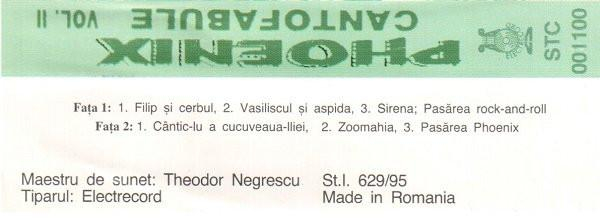 PHOENIX
CANTOFABULE
VOL. II
STC
001100
Fața 1: 1. Filip și cerbul, 2. Vasiliscul și aspida, 3. Sirena; Pasărea rock-and-roll
Fața 2: 1. Cântic-lu a cucuveaua-lliei, 2. Zoomahia, 3. Pasărea Phoenix
Maestru de sunet: Theodor Negrescu St.I. 629/95
Tiparul: Electrecord Made in Romania